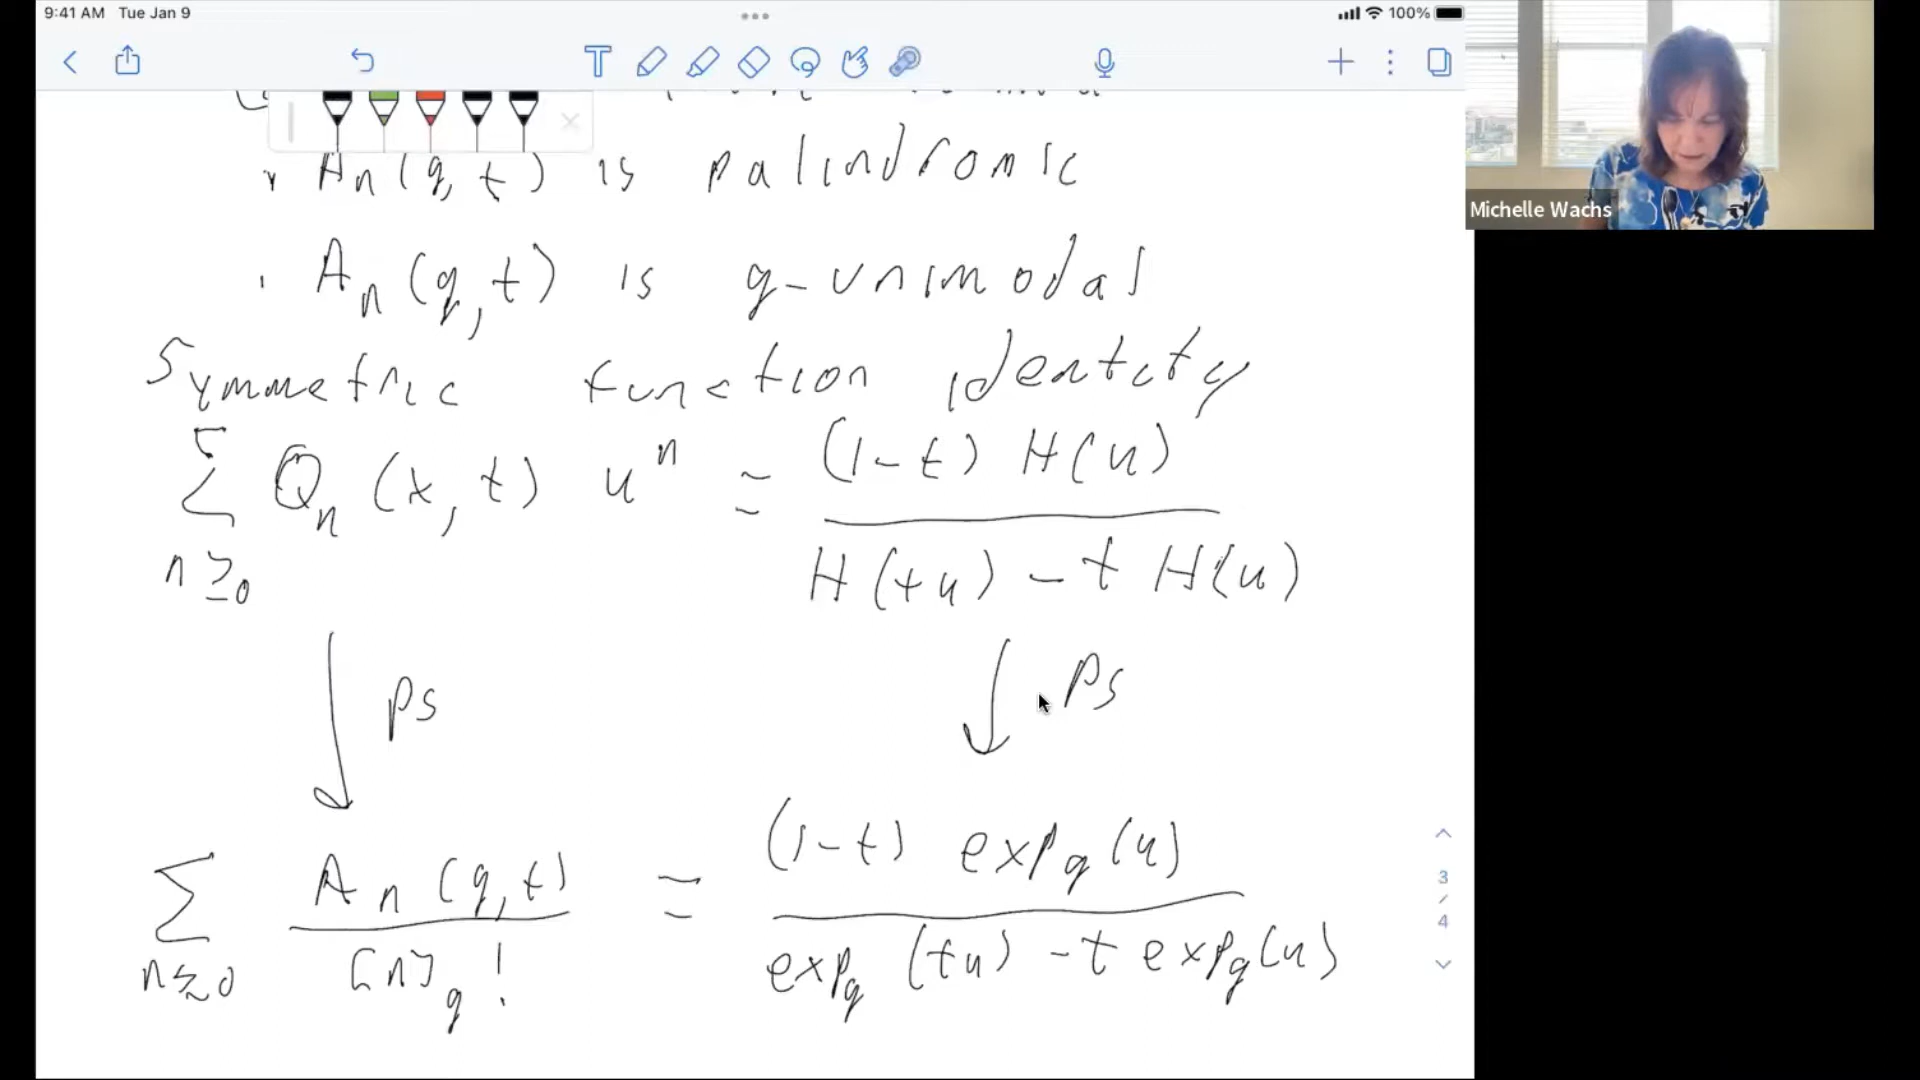 9:41 AM Tue Jan 9
100%
T
Michelle Wachs
· A_n(q,t) is palindromic
· A_n(q,t) is q-unimodal
Symmetric function identity
∑_{n≥0} Q_n(x,t) u^n = (1-t) H(u) / (H(tu) - t H(u))
ps ps
∑_{n≥0} A_n(q,t) / [n]_q! = (1-t) exp_q(u) / (exp_q(tu) - t exp_q(u))
3
/
4